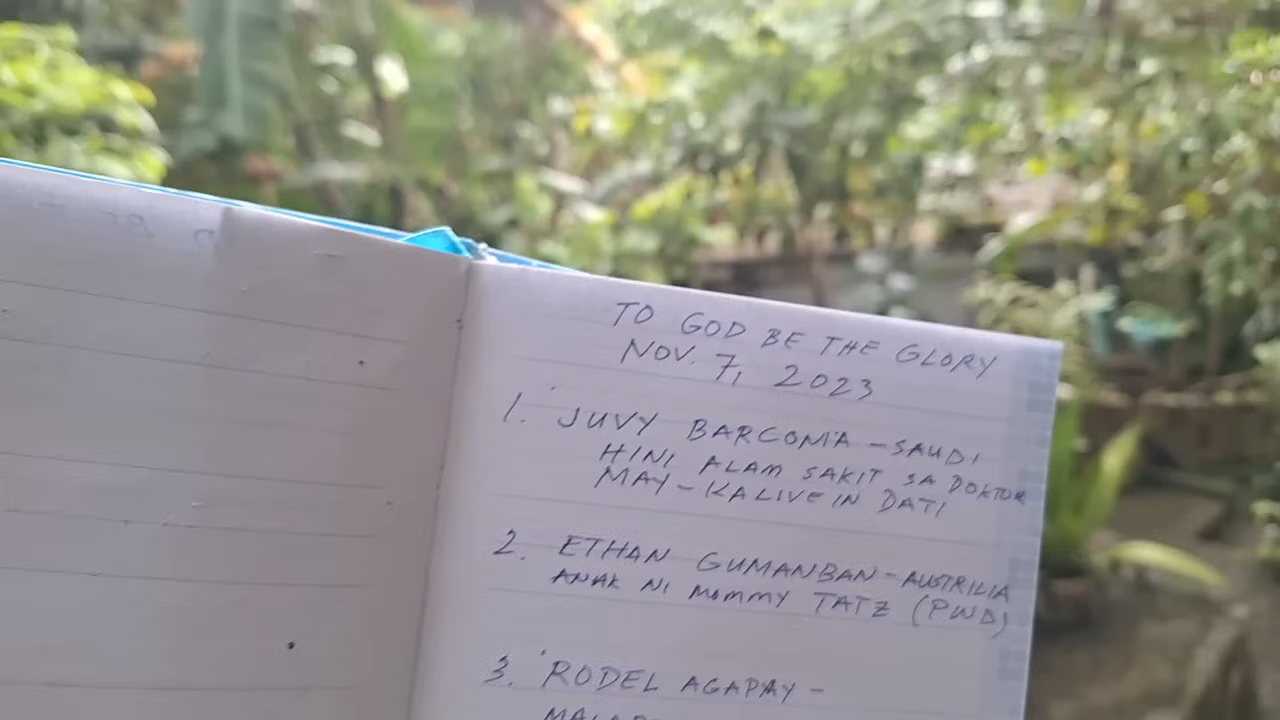 TO GOD BE THE GLORY
NOV. 7, 2023
1. JUVY BARCOMA - SAUDI
HINI ALAM SAKIT SA DOKTOR
MAY - KALIVE IN DATI
2. ETHAN GUMANBAN - AUSTRILIA
ANAK NI MOMMY TATZ (PWD)
3. RODEL AGAPAY -